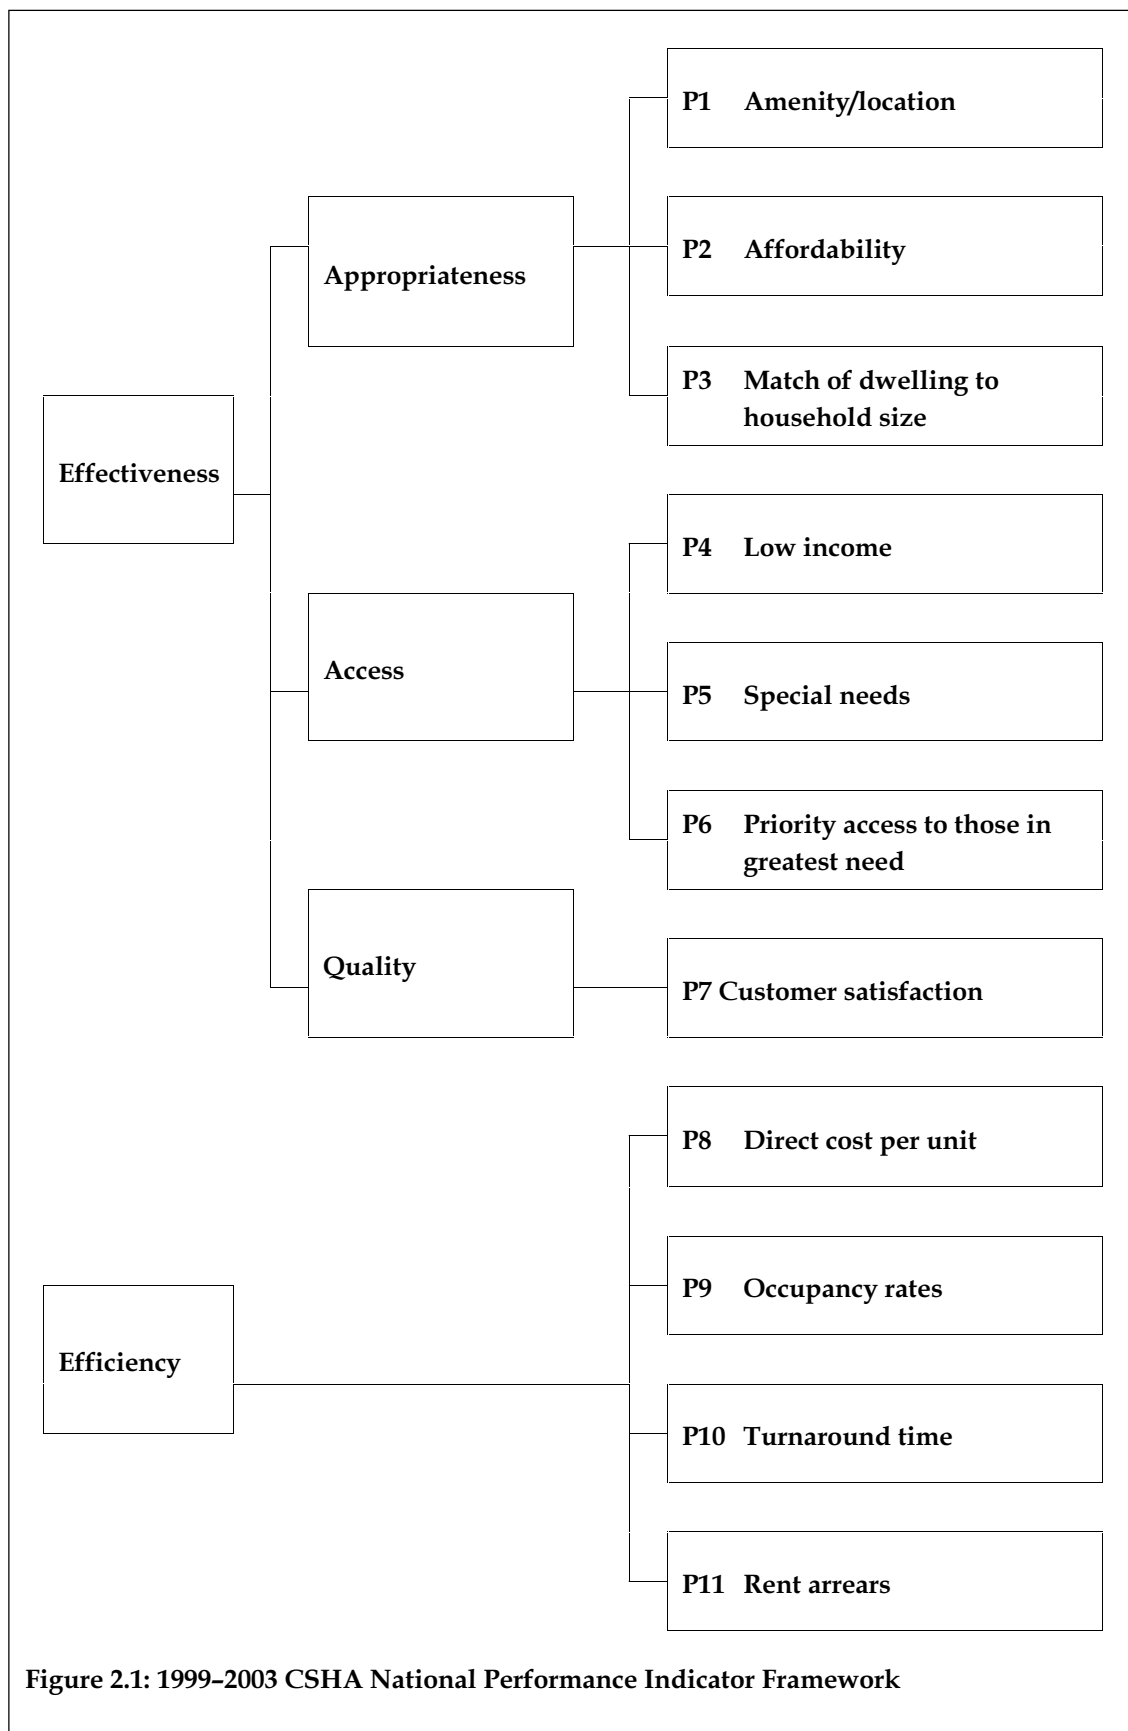 P1 Amenity/location
P2 Affordability
Appropriateness
P3 Match of dwelling to
household size
Effectiveness
P4 Low income
Access
P5 Special needs
P6 Priority access to those in
greatest need
Quality
P7 Customer satisfaction
P8 Direct cost per unit
P9 Occupancy rates
Efficiency
P10 Turnaround time
P11 Rent arrears
Figure 2.1: 1999–2003 CSHA National Performance Indicator Framework